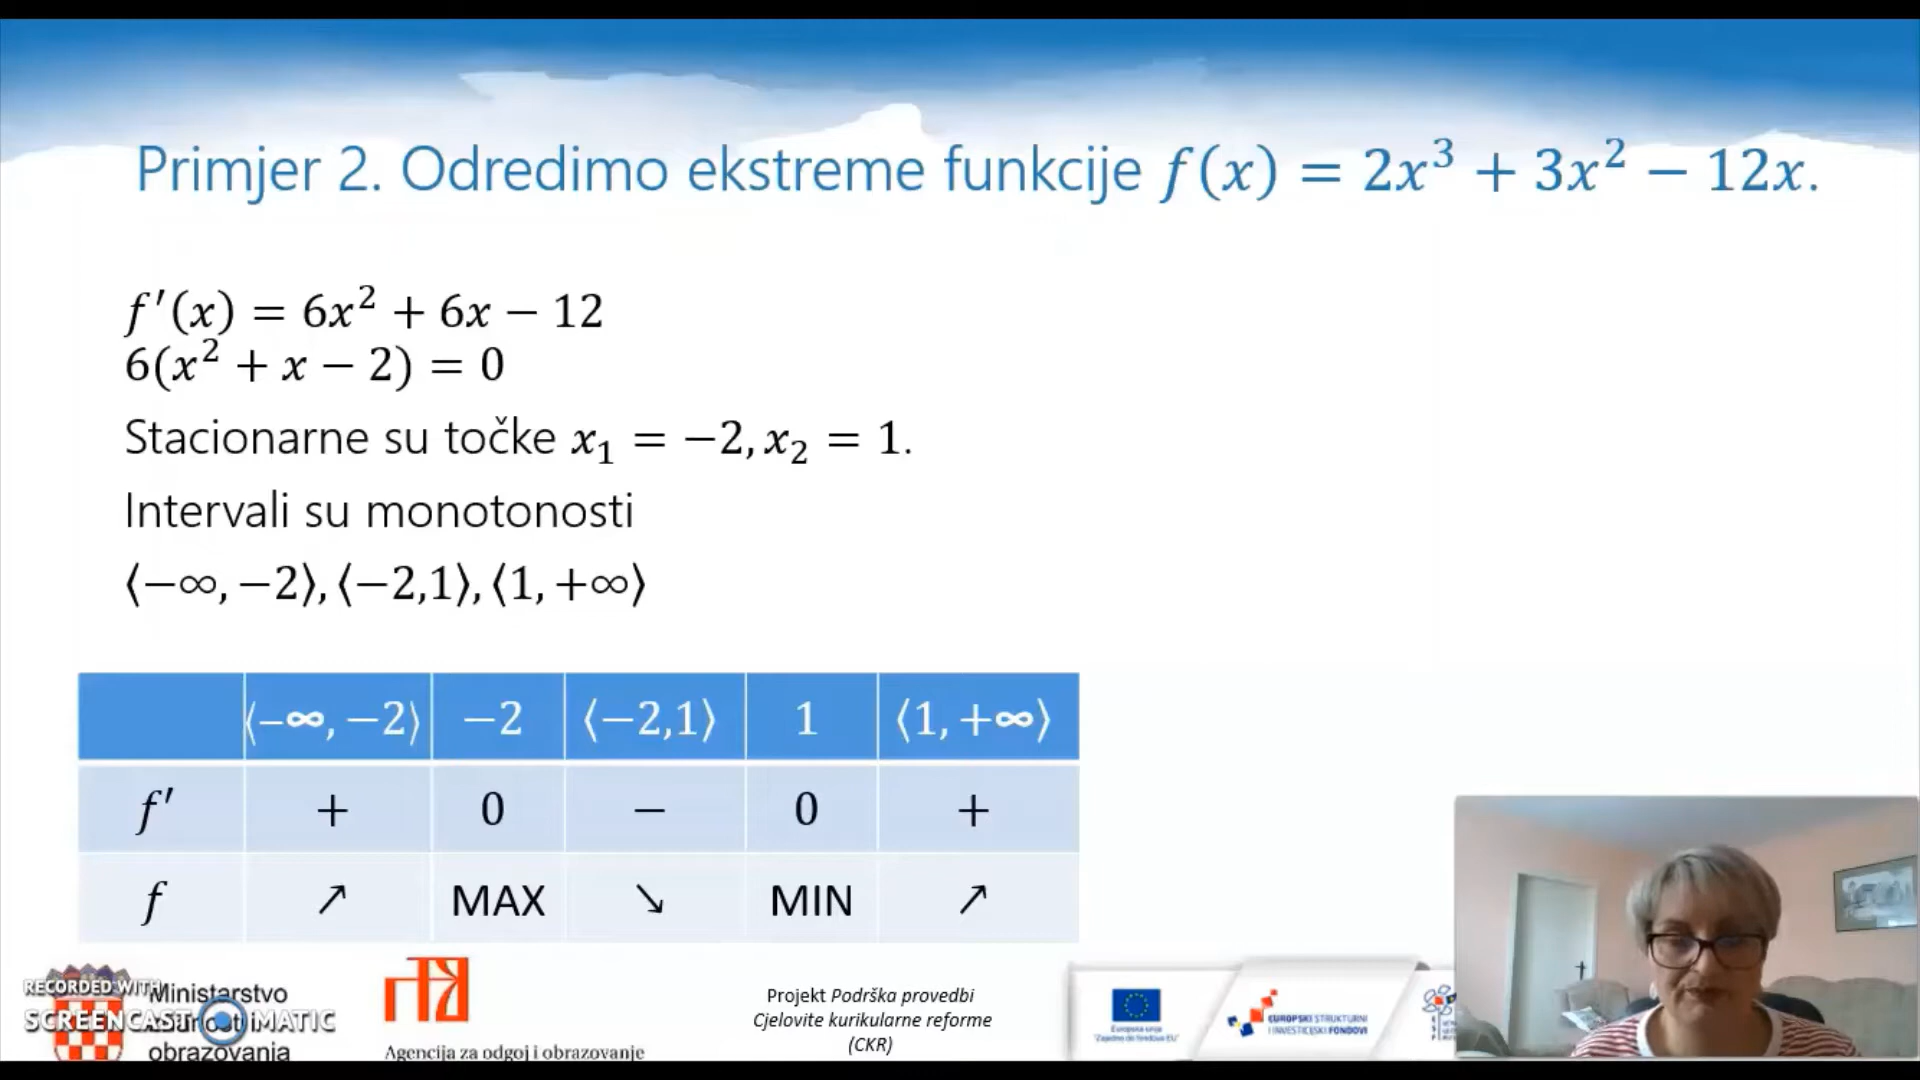 Primjer 2. Odredimo ekstreme funkcije f(x) = 2x³ + 3x² − 12x.
f′(x) = 6x² + 6x − 12
6(x² + x − 2) = 0
Stacionarne su točke x₁ = −2, x₂ = 1.
Intervali su monotonosti
⟨−∞, −2⟩, ⟨−2,1⟩, ⟨1, +∞⟩
⟨−∞, −2⟩ −2 ⟨−2,1⟩ 1 ⟨1, +∞⟩
f′ + 0 − 0 +
f ↗ MAX ↘ MIN ↗
RECORDED WITH
SCREENCAST MATIC
Ministarstvo
obrazovanja
Agencija za odgoj i obrazovanje
Projekt Podrška provedbi
Cjelovite kurikularne reforme
(CKR)
Europska unija
"Zajedno do fondova EU"
EUROPSKI STRUKTURNI
I INVESTICIJSKI FONDOVI